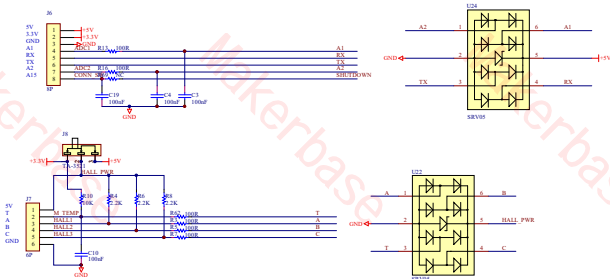 J6
5V
3.3V
GND
A1
RX
TX
A2
A15
1
2
3
4
5
6
7
8
8P
+5V
+3.3V
GND
ADC1 R13 100R A1
RX
TX
ADC2 R16 100R A2
NC SHUTDOWN
C19
100nF
C4
100nF
C3
100nF
GND
U24
A2 1 6 A1
GND 2 5 +5V
TX 3 4 RX
SRV05
J8
+3.3V +5V
HALL_PWR
J7
5V
T
A
B
C
GND
1
2
3
4
5
6
6P
R10
10K
R4
2.2K
R6
2.2K
R8
2.2K
M_TEMP 100R T
HALL1 100R A
HALL2 100R B
HALL3 100R C
C10
100nF
GND
U22
A 1 6 B
GND 2 5 HALL_PWR
T 3 4 C
Makerbase
Makerbase